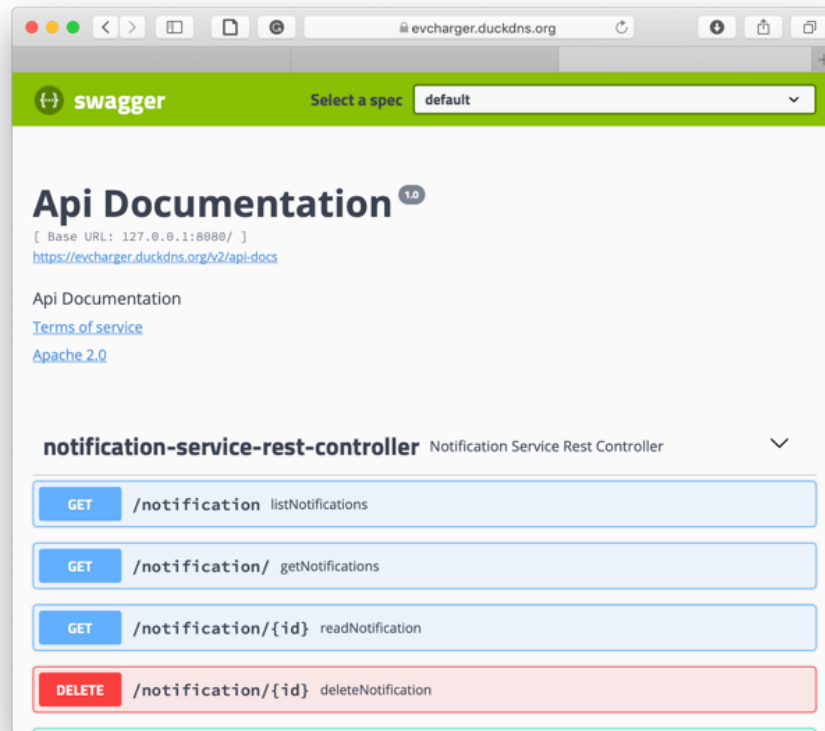 evcharger.duckdns.org
{···} swagger
Select a spec default
Api Documentation 1.0
[ Base URL: 127.0.0.1:8080/ ]
https://evcharger.duckdns.org/v2/api-docs
Api Documentation
Terms of service
Apache 2.0
notification-service-rest-controller Notification Service Rest Controller
GET /notification listNotifications
GET /notification/ getNotifications
GET /notification/{id} readNotification
DELETE /notification/{id} deleteNotification